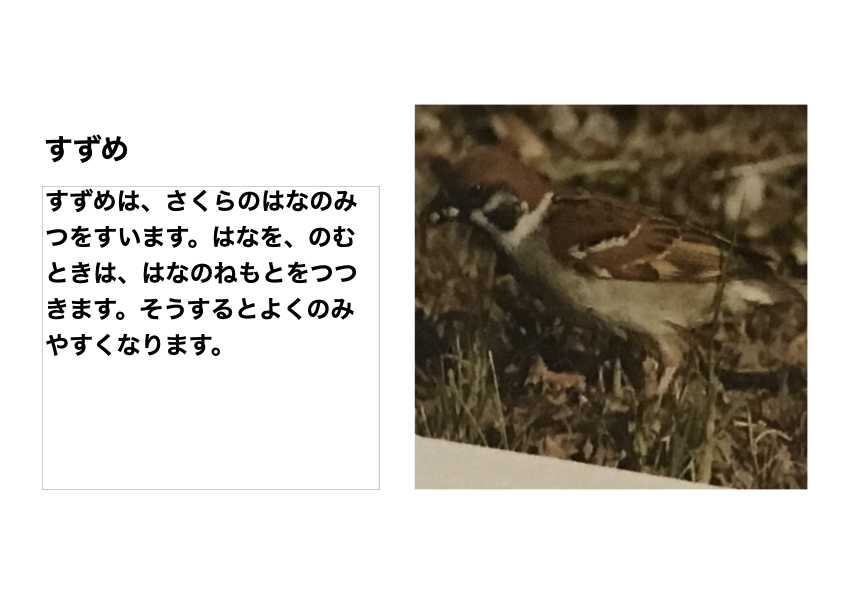 すずめ
すずめは、さくらのはなのみ
つをすいます。はなを、のむ
ときは、はなのねもとをつつ
きます。そうするとよくのみ
やすくなります。